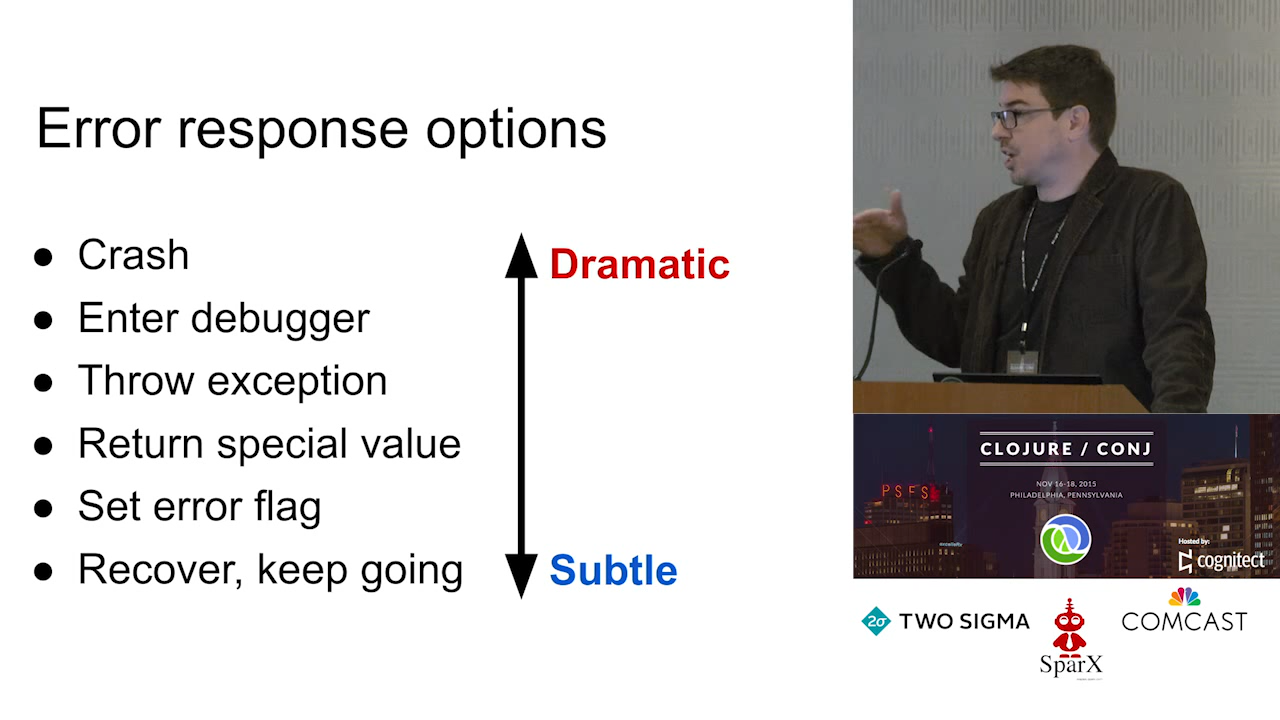 Error response options
● Crash
● Enter debugger
● Throw exception
● Return special value
● Set error flag
● Recover, keep going
Dramatic
Subtle
CLOJURE / CONJ
NOV 16-18, 2015
PHILADELPHIA, PENNSYLVANIA
PSFS
Hosted by:
cognitect
2σ TWO SIGMA
SparX
COMCAST